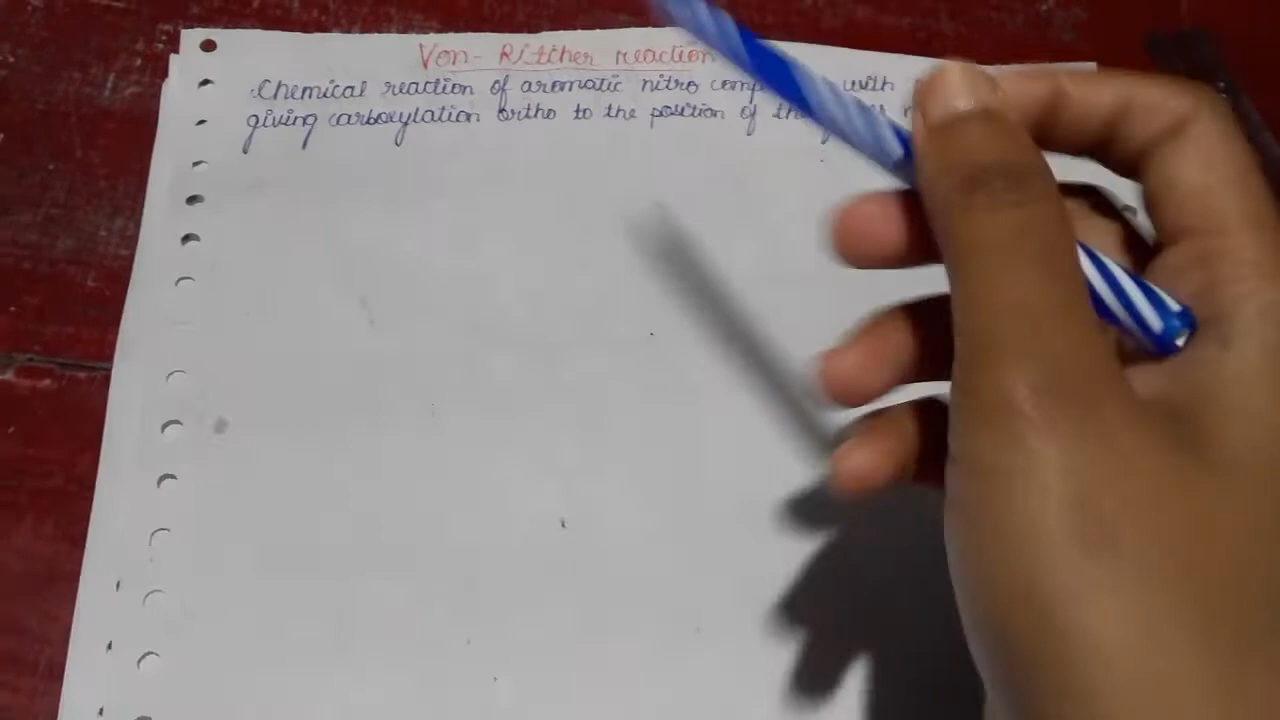 Von-Ritcher reaction
Chemical reaction of aromatic nitro with
giving carboxylation ortho to the position of